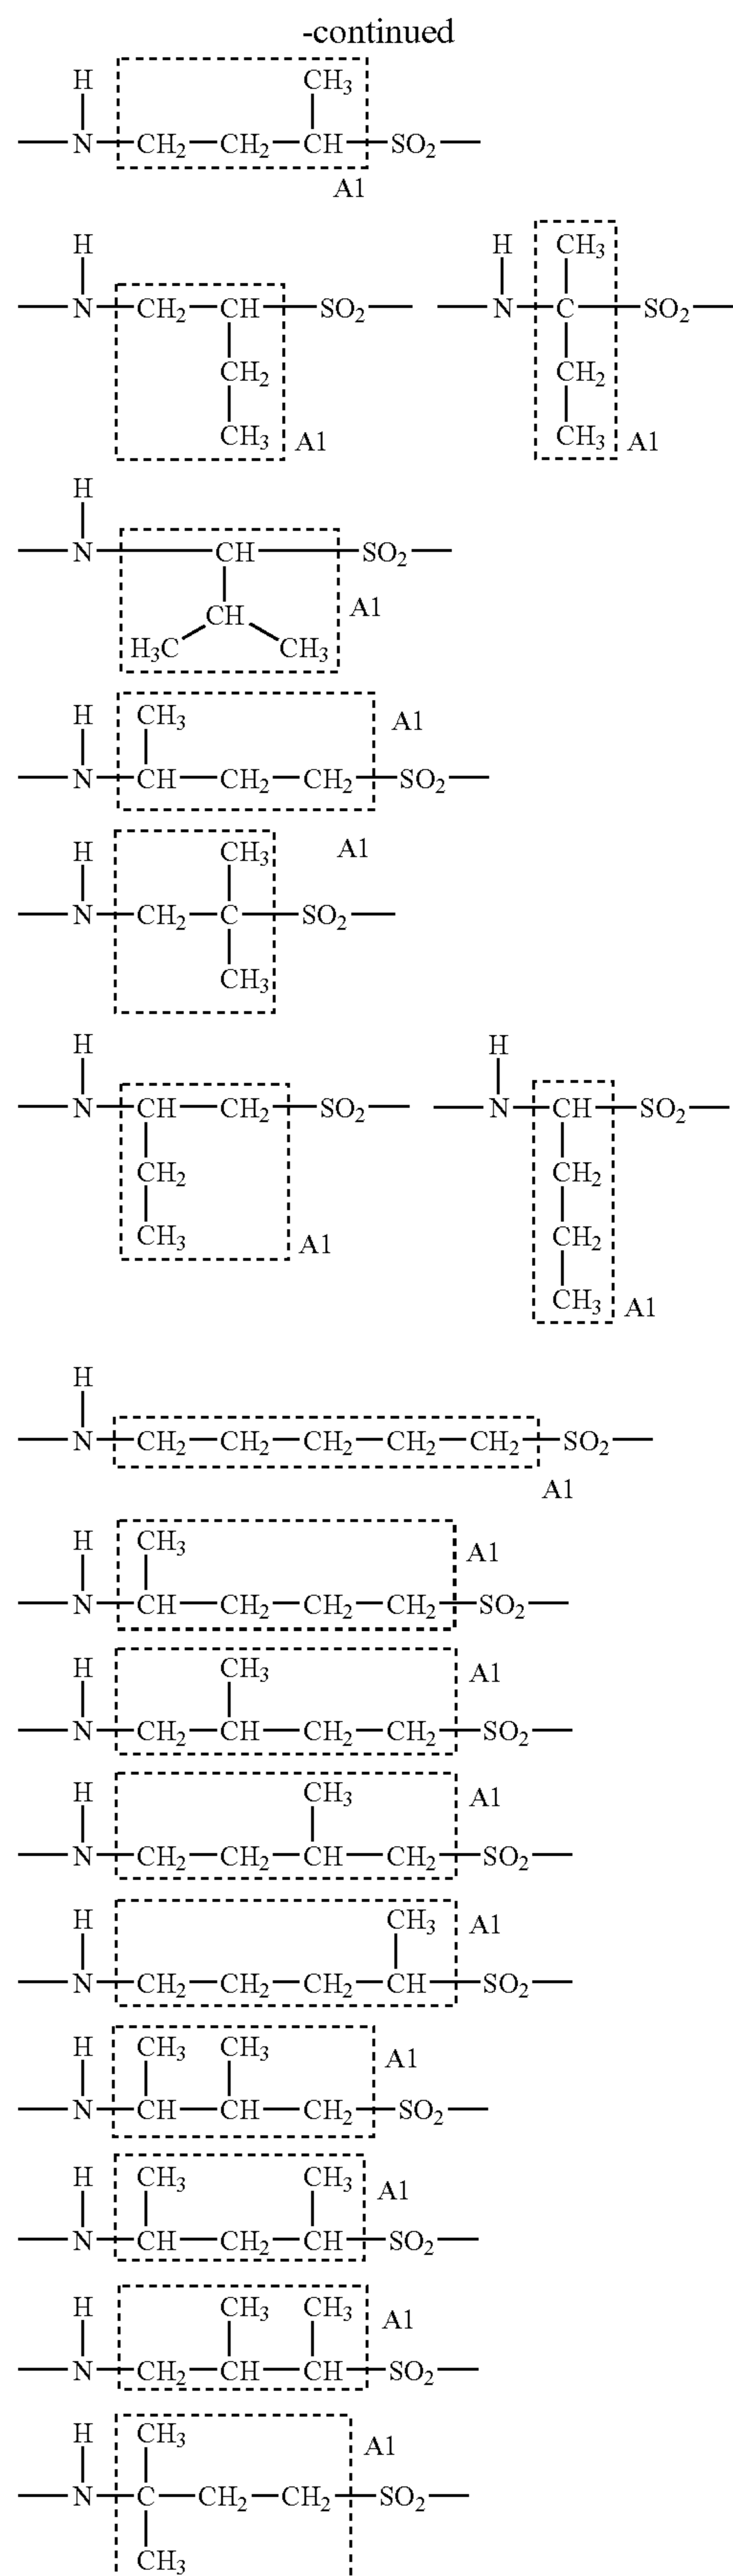 -continued
H CH₃
N CH₂ CH₂ CH SO₂
A1
H H CH₃
N CH₂ CH SO₂ N C SO₂
CH₂ CH₂
CH₃ A1 CH₃ A1
H
N CH SO₂
CH A1
H₃C CH₃
H CH₃ A1
N CH CH₂ CH₂ SO₂
H CH₃ A1
N CH₂ C SO₂
CH₃
H H
N CH CH₂ SO₂ N CH SO₂
CH₂ CH₂
CH₃ A1 CH₂
CH₃ A1
H
N CH₂ CH₂ CH₂ CH₂ CH₂ SO₂
A1
H CH₃ A1
N CH CH₂ CH₂ CH₂ SO₂
H CH₃ A1
N CH₂ CH CH₂ CH₂ SO₂
H CH₃ A1
N CH₂ CH₂ CH CH₂ SO₂
H CH₃ A1
N CH₂ CH₂ CH₂ CH SO₂
H CH₃ CH₃ A1
N CH CH CH₂ SO₂
H CH₃ CH₃ A1
N CH CH₂ CH SO₂
H CH₃ CH₃ A1
N CH₂ CH CH SO₂
H CH₃ A1
N C CH₂ CH₂ SO₂
CH₃